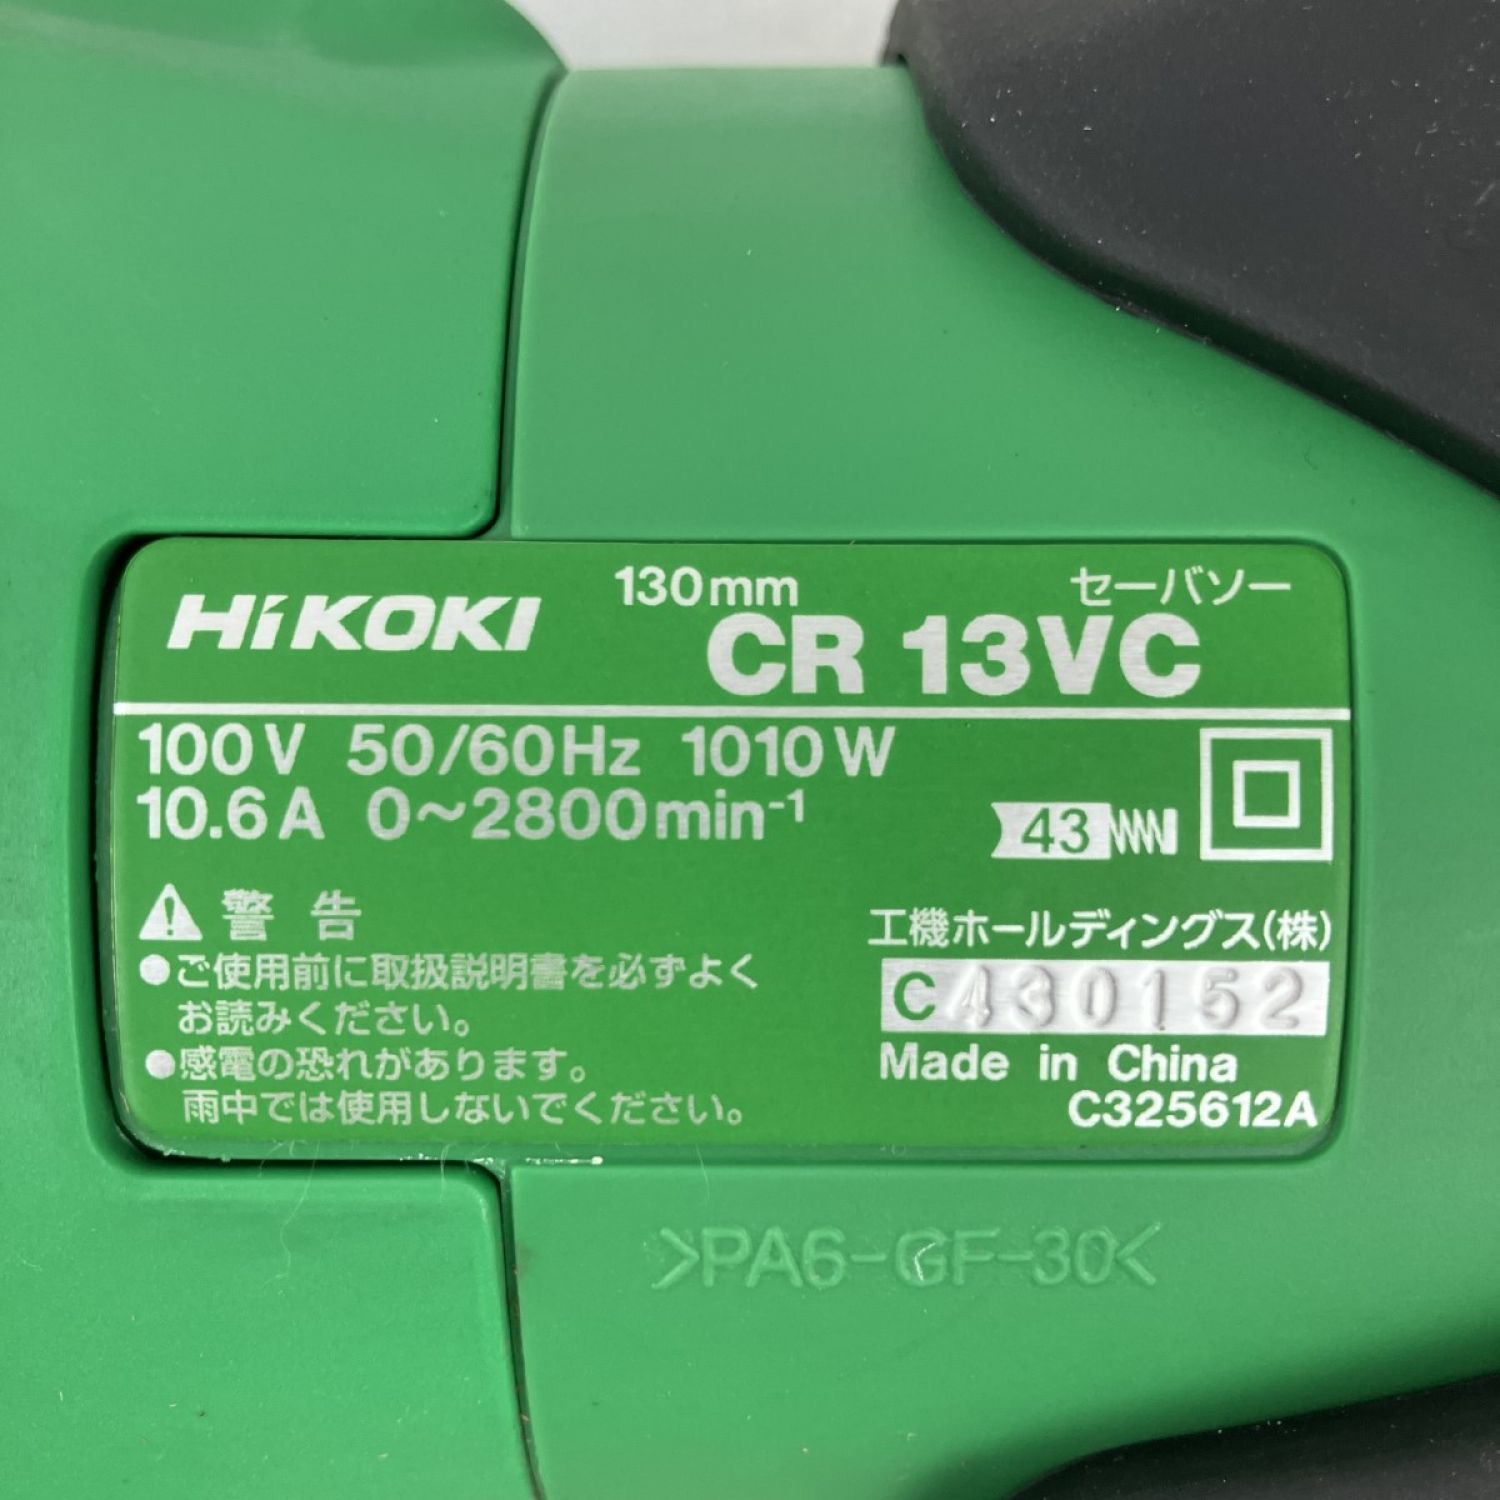 HiKOKI
130mm セーバソー
CR 13VC
100V 50/60Hz 1010W
10.6A 0~2800min-1
43
警告
●ご使用前に取扱説明書を必ずよく
お読みください。
●感電の恐れがあります。
雨中では使用しないでください。
工機ホールディングス(株)
C430152
Made in China
C325612A
>PA6-GF-30<